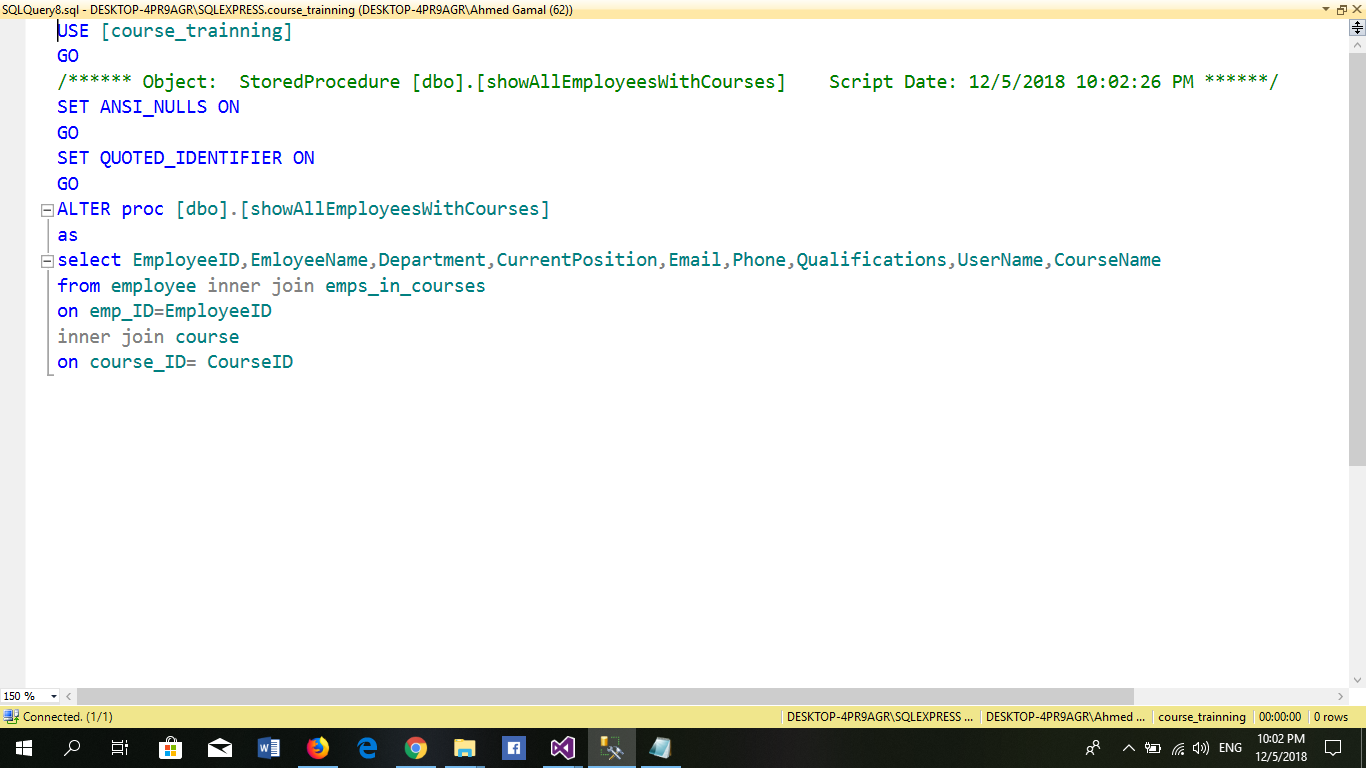 SQLQuery8.sql - DESKTOP-4PR9AGR\SQLEXPRESS.course_trainning (DESKTOP-4PR9AGR\Ahmed Gamal (62))
USE [course_trainning]
GO
/****** Object:  StoredProcedure [dbo].[showAllEmployeesWithCourses]    Script Date: 12/5/2018 10:02:26 PM ******/
SET ANSI_NULLS ON
GO
SET QUOTED_IDENTIFIER ON
GO
ALTER proc [dbo].[showAllEmployeesWithCourses]
as
select EmployeeID,EmloyeeName,Department,CurrentPosition,Email,Phone,Qualifications,UserName,CourseName
from employee inner join emps_in_courses
on emp_ID=EmployeeID
inner join course
on course_ID= CourseID
150 %
Connected. (1/1) DESKTOP-4PR9AGR\SQLEXPRESS ... DESKTOP-4PR9AGR\Ahmed ... course_trainning 00:00:00 0 rows
ENG
10:02 PM
12/5/2018